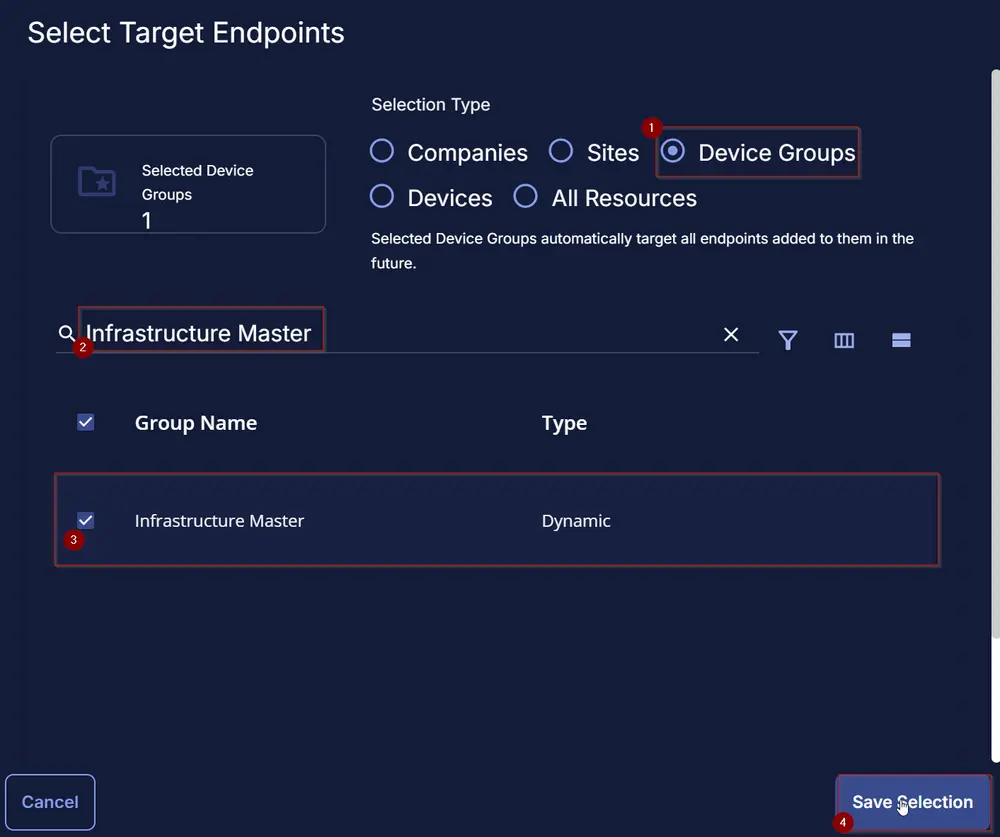 Select Target Endpoints
Selection Type
1
Companies Sites Device Groups
Selected Device
Groups
1
Devices All Resources
Selected Device Groups automatically target all endpoints added to them in the
future.
Infrastructure Master
2
Group Name Type
Infrastructure Master Dynamic
3
Cancel Save Selection
4